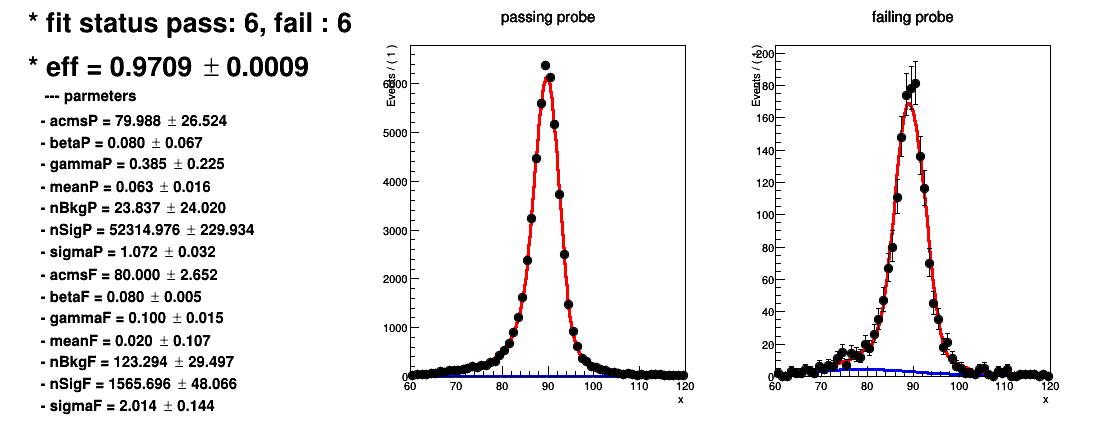 * fit status pass: 6, fail : 6
* eff = 0.9709 ± 0.0009
--- parmeters
- acmsP = 79.988 ± 26.524
- betaP = 0.080 ± 0.067
- gammaP = 0.385 ± 0.225
- meanP = 0.063 ± 0.016
- nBkgP = 23.837 ± 24.020
- nSigP = 52314.976 ± 229.934
- sigmaP = 1.072 ± 0.032
- acmsF = 80.000 ± 2.652
- betaF = 0.080 ± 0.005
- gammaF = 0.100 ± 0.015
- meanF = 0.020 ± 0.107
- nBkgF = 123.294 ± 29.497
- nSigF = 1565.696 ± 48.066
- sigmaF = 2.014 ± 0.144
passing probe
Events / ( 1 )
6000
5000
4000
3000
2000
1000
0
60 70 80 90 100 110 120
x
failing probe
Events / ( 1 )
200
180
160
140
120
100
80
60
40
20
0
60 70 80 90 100 110 120
x